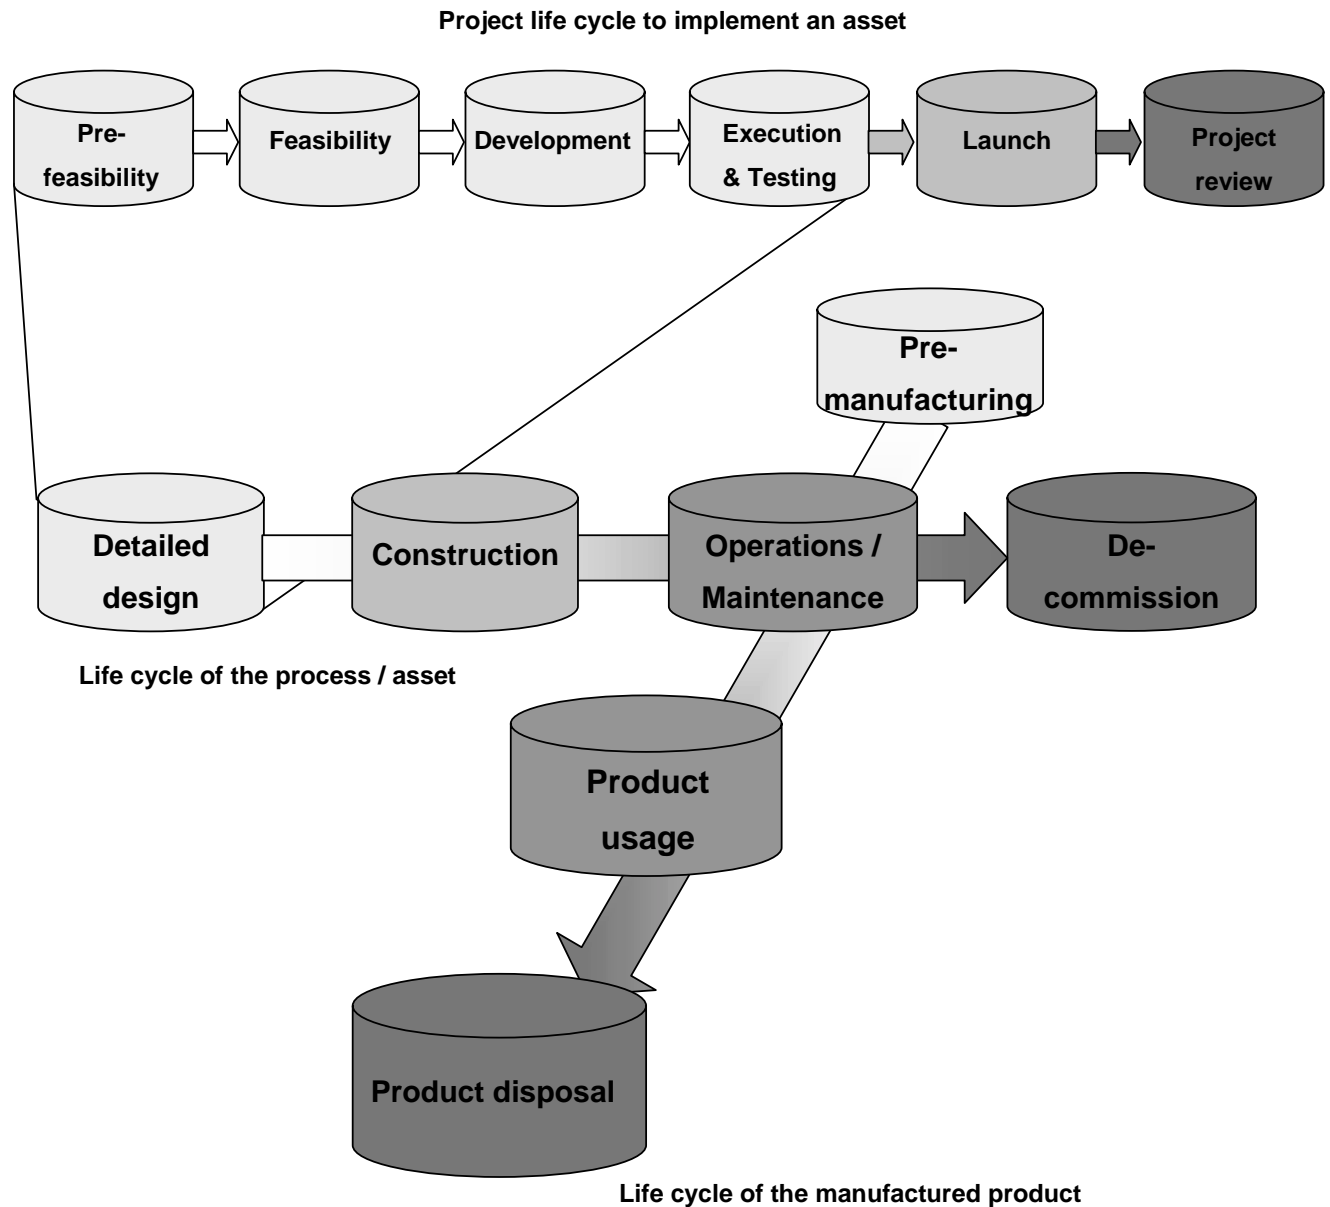 Project life cycle to implement an asset
Pre-
feasibility
Feasibility
Development
Execution
& Testing
Launch
Project
review
Pre-
manufacturing
Detailed
design
Construction
Operations /
Maintenance
De-
commission
Life cycle of the process / asset
Product
usage
Product disposal
Life cycle of the manufactured product